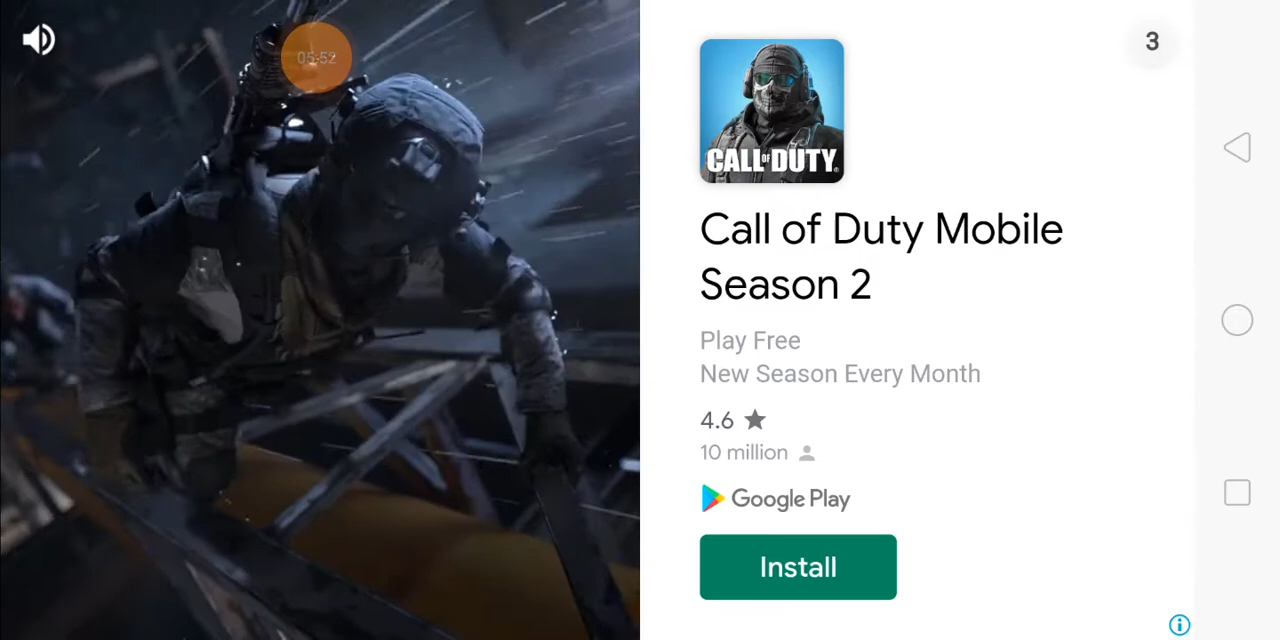 05:52
3
CALL OF DUTY
Call of Duty Mobile
Season 2
Play Free
New Season Every Month
4.6
10 million
Google Play
Install